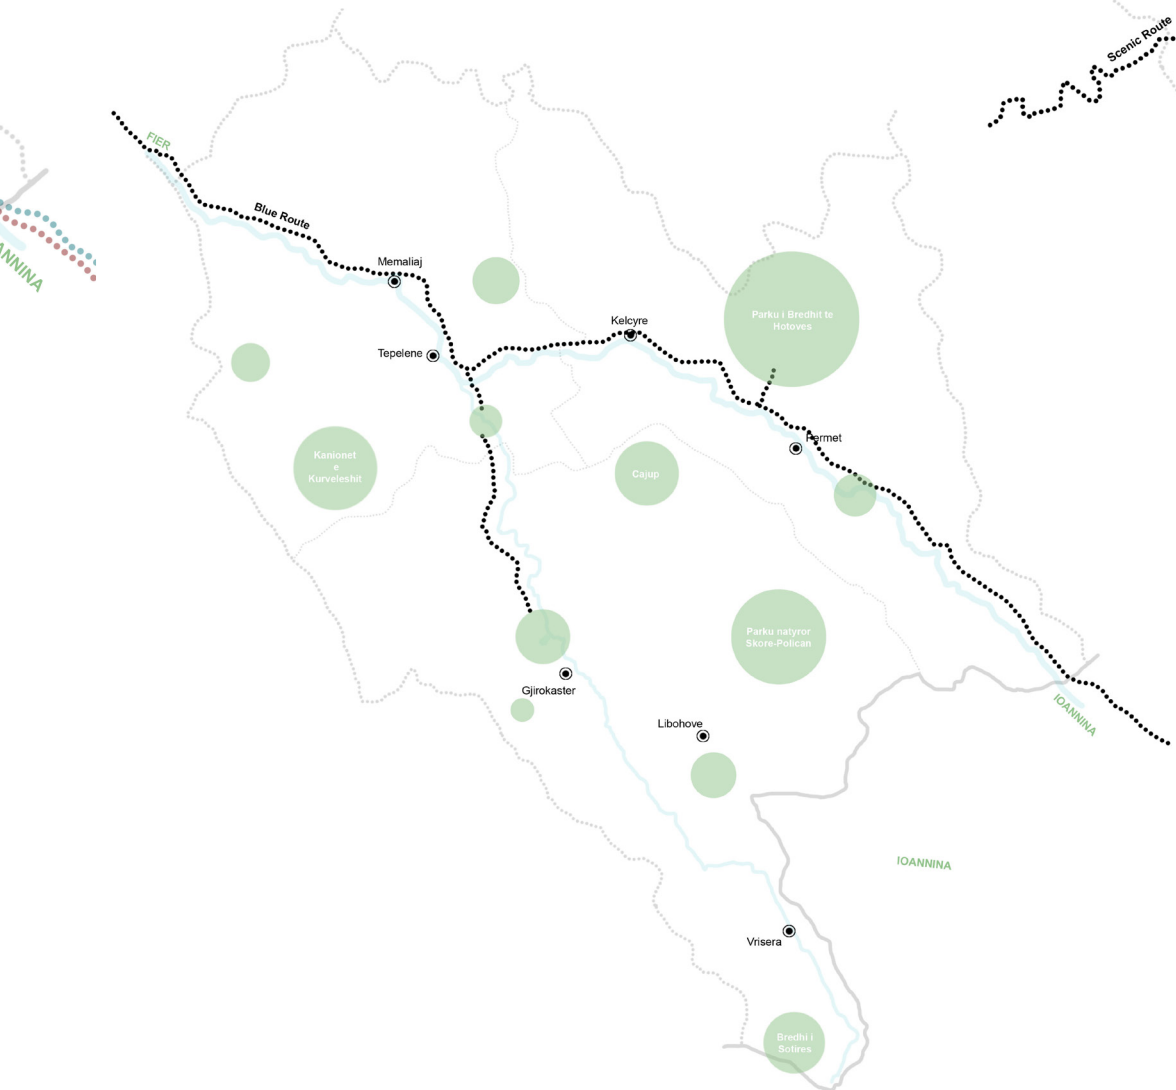 Scenic Route
FIER
Blue Route
Memaliaj
Kelcyre
Parku i Bredhit te
Hotoves
Tepelene
Permet
Kanionet
e
Kurveleshit
Cajup
Parku natyror
Skore-Polican
Gjirokaster
IOANNINA
Libohove
IOANNINA
Vrisera
Bredhi i
Sotires